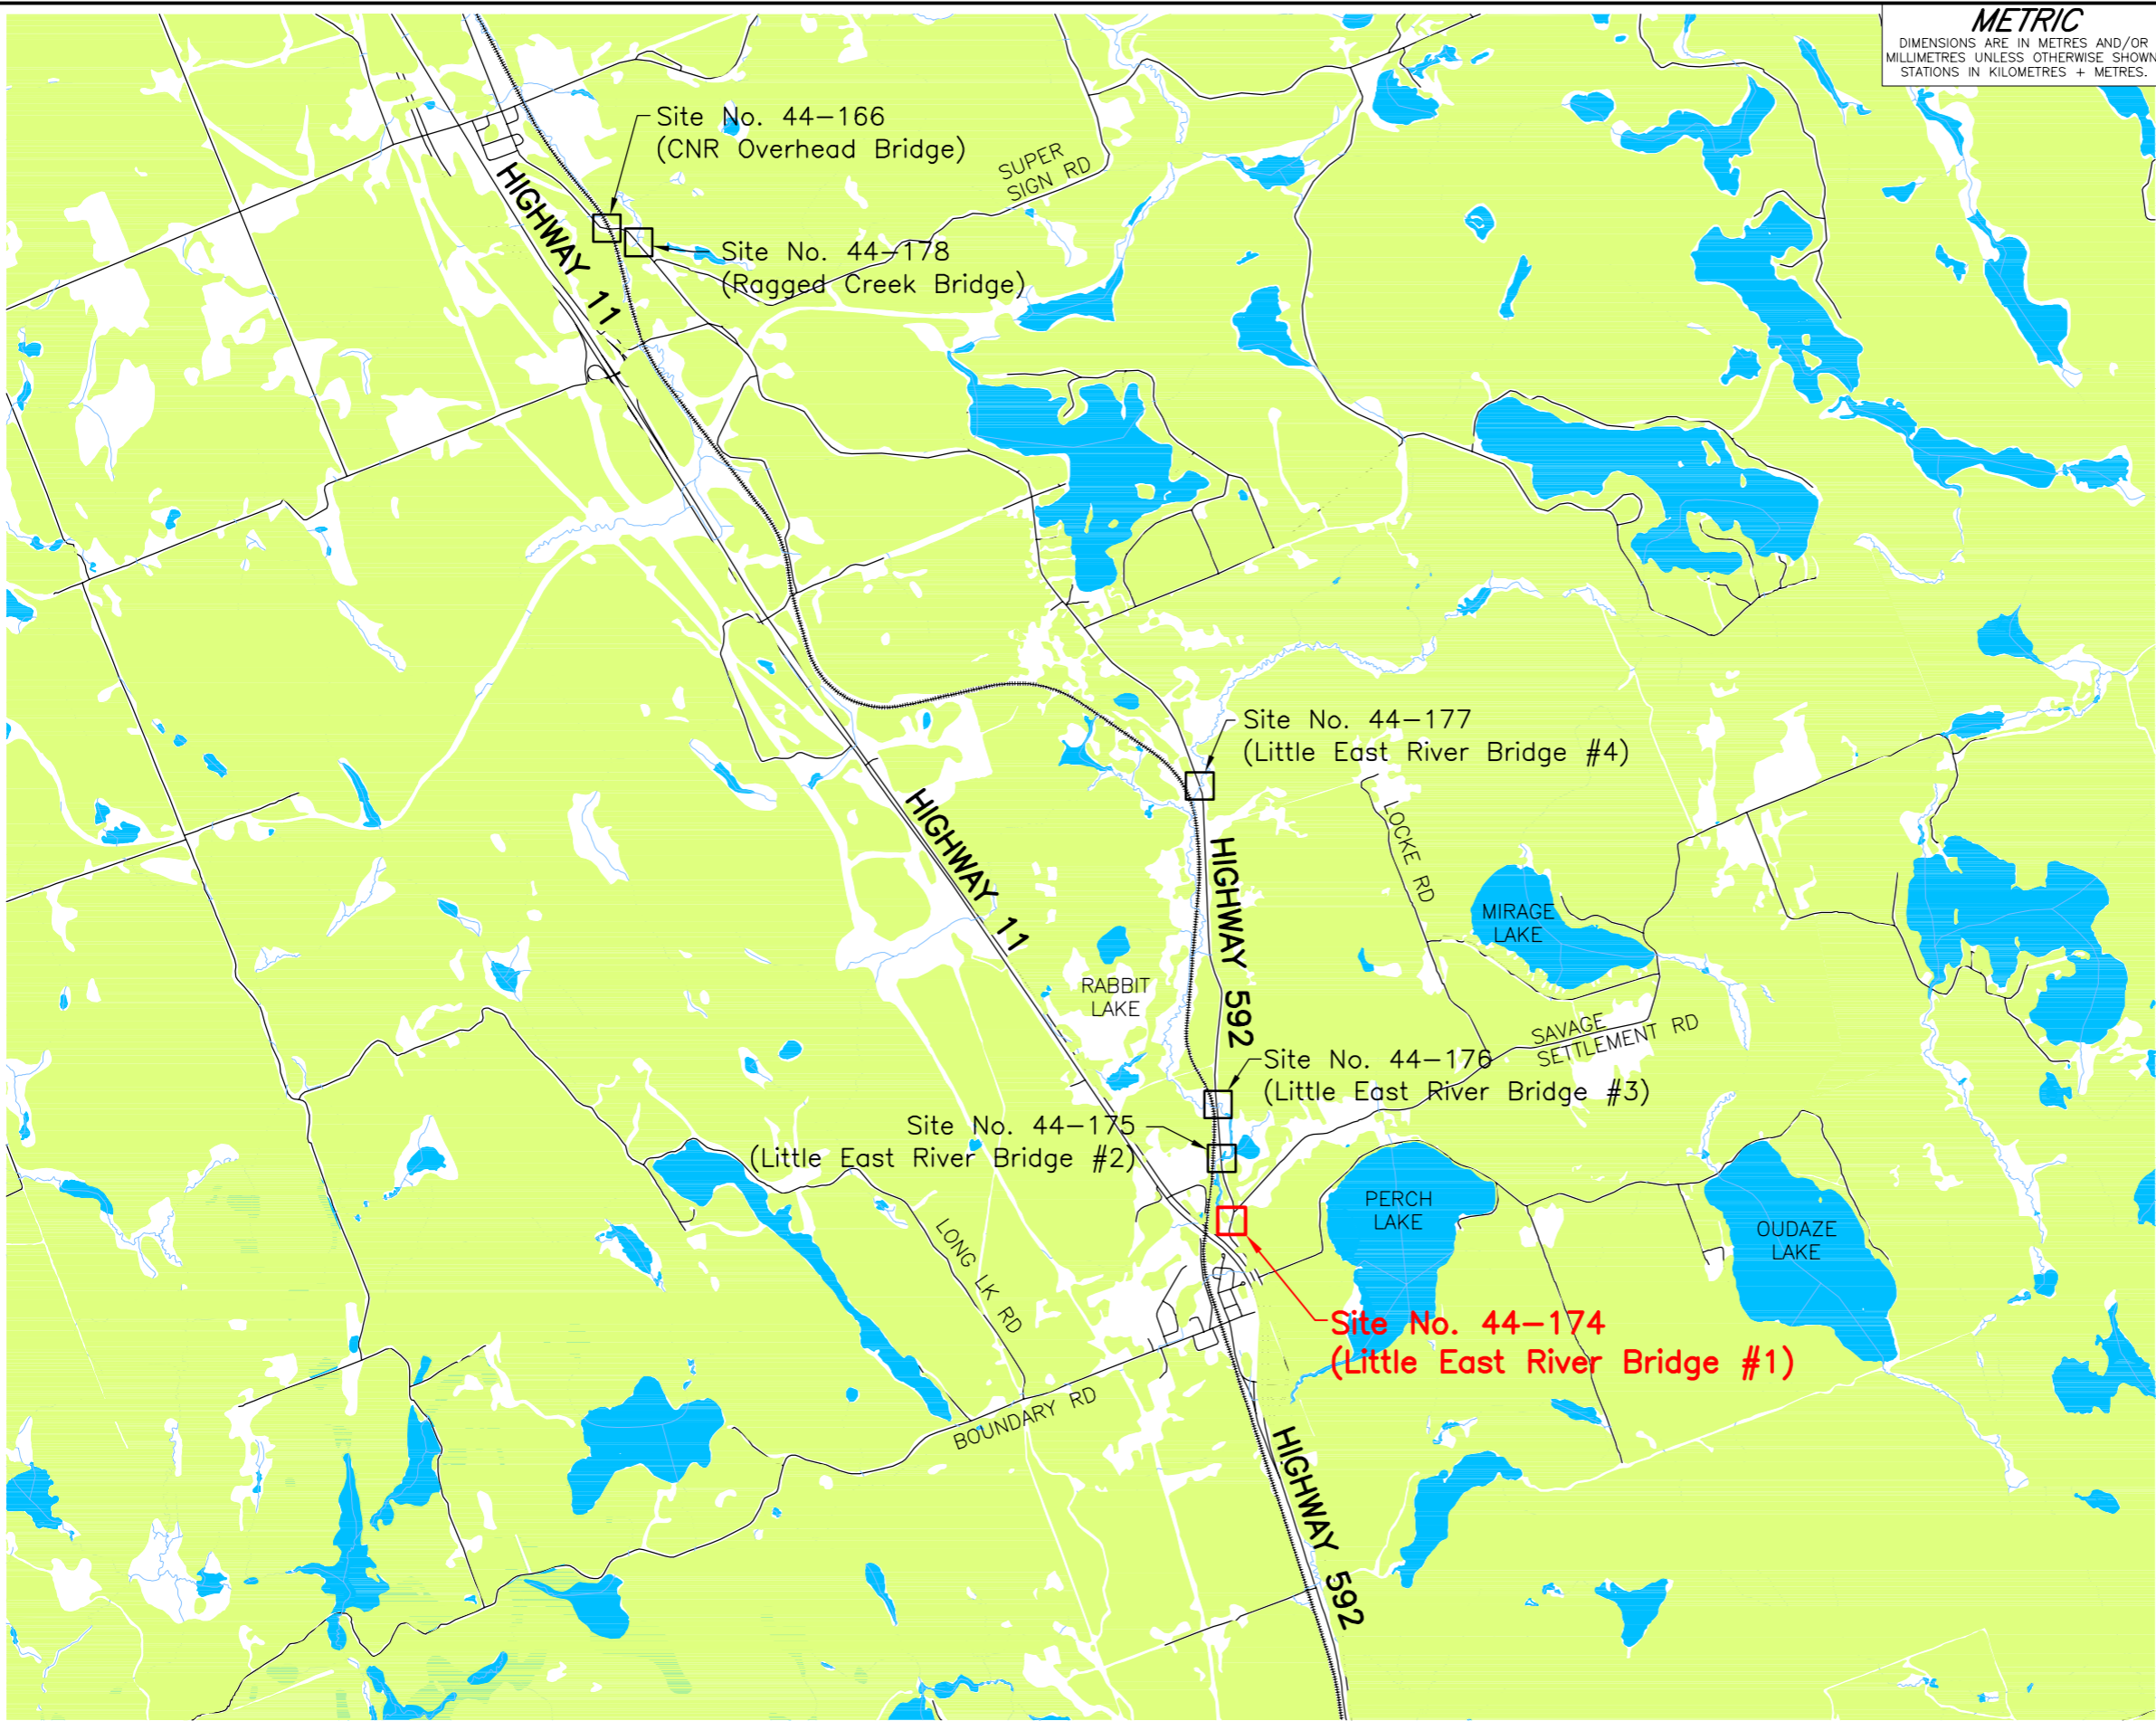 METRIC
DIMENSIONS ARE IN METRES AND/OR
MILLIMETRES UNLESS OTHERWISE SHOWN
STATIONS IN KILOMETRES + METRES.
Site No. 44-166
(CNR Overhead Bridge)
SUPER
SIGN RD
HIGHWAY 11
Site No. 44-178
(Ragged Creek Bridge)
Site No. 44-177
(Little East River Bridge #4)
HIGHWAY 11
LOCKE RD
HIGHWAY 592
MIRAGE
LAKE
RABBIT
LAKE
SAVAGE
SETTLEMENT RD
Site No. 44-176
(Little East River Bridge #3)
Site No. 44-175
(Little East River Bridge #2)
PERCH
LAKE
OUDAZE
LAKE
LONG LK RD
Site No. 44-174
(Little East River Bridge #1)
BOUNDARY RD
HIGHWAY 592